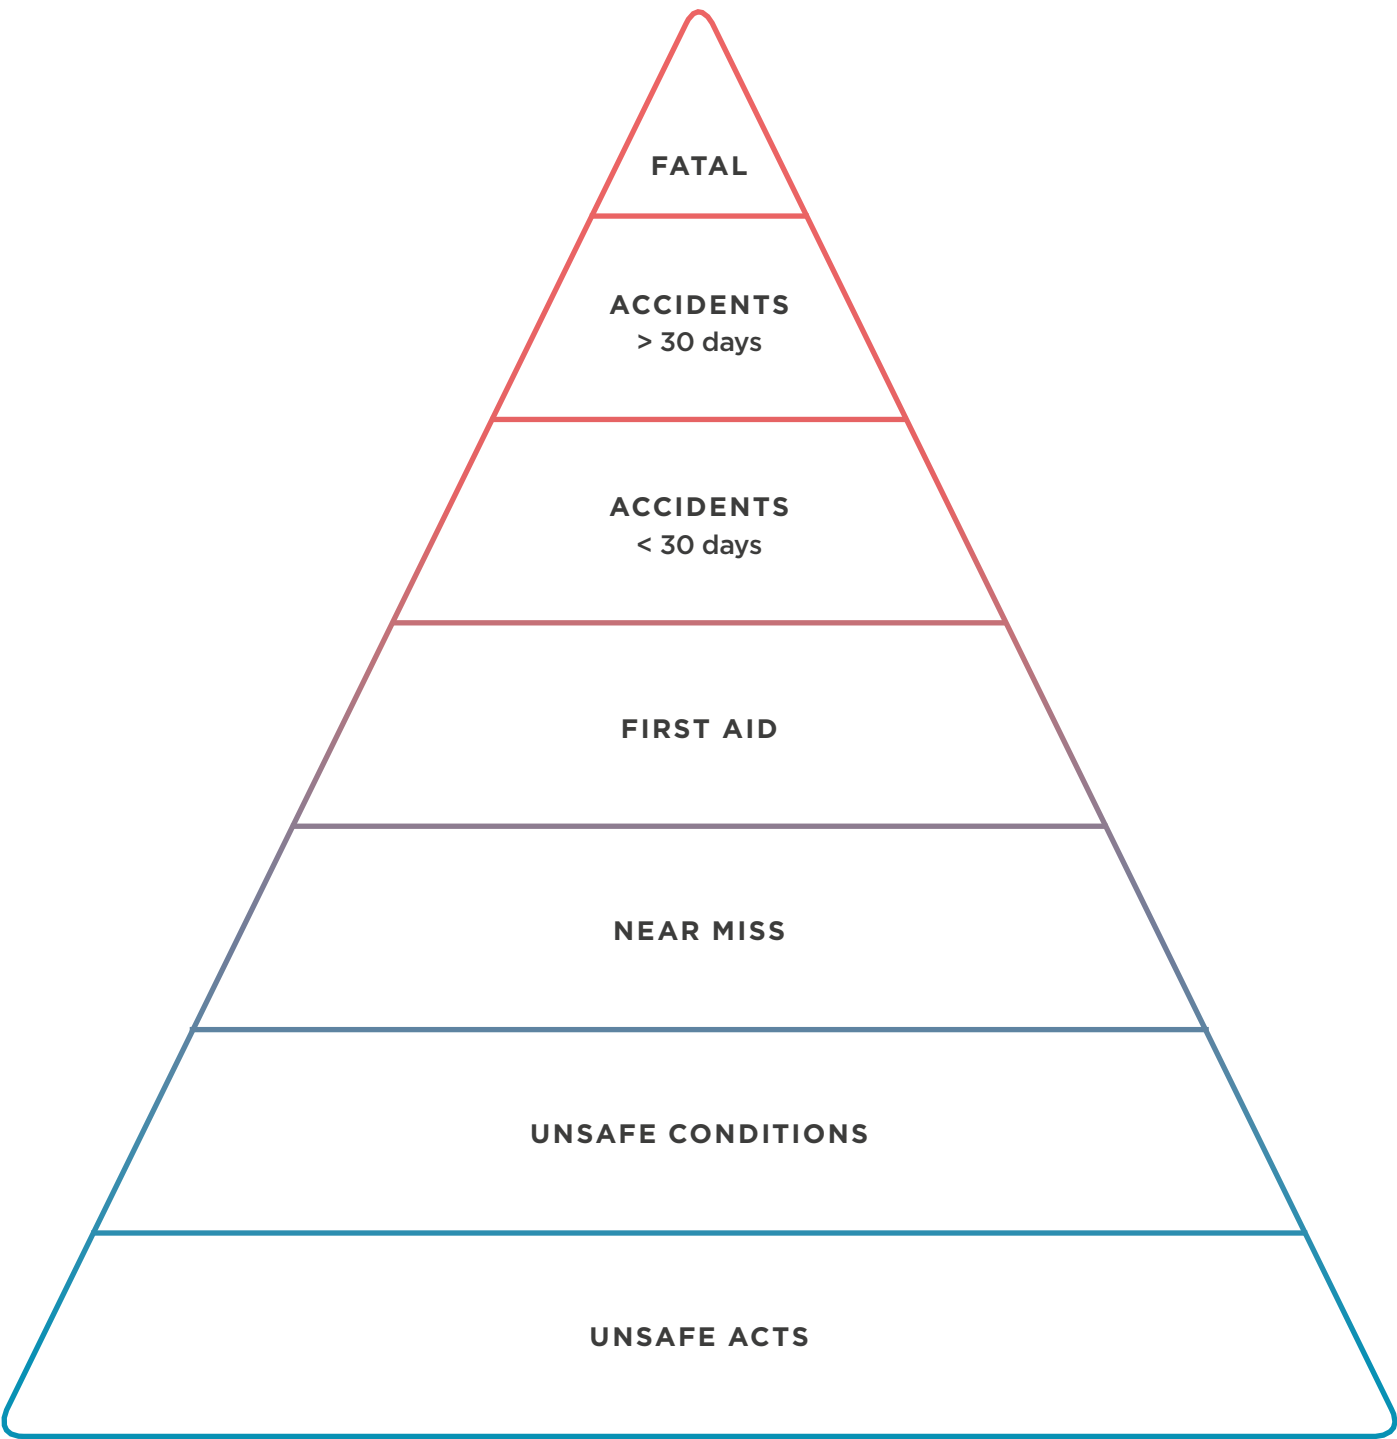 FATAL
ACCIDENTS
> 30 days
ACCIDENTS
< 30 days
FIRST AID
NEAR MISS
UNSAFE CONDITIONS
UNSAFE ACTS